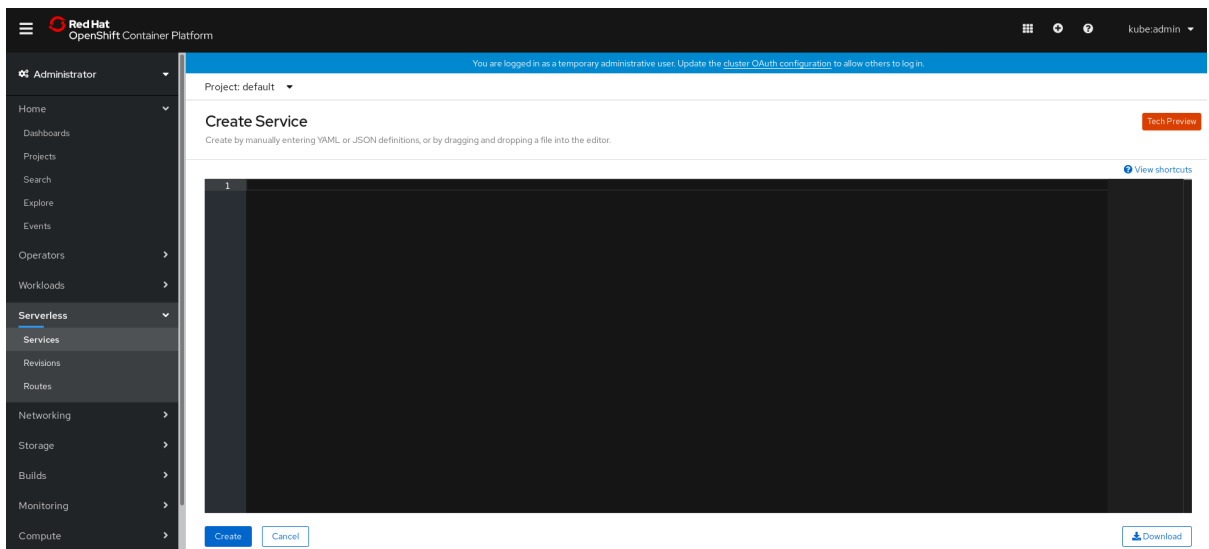 Red Hat
OpenShift Container Platform
kube:admin
Administrator
You are logged in as a temporary administrative user. Update the cluster OAuth configuration to allow others to log in.
Project: default
Home
Dashboards
Projects
Search
Explore
Events
Operators
Workloads
Serverless
Services
Revisions
Routes
Networking
Storage
Builds
Monitoring
Compute
Create Service
Tech Preview
Create by manually entering YAML or JSON definitions, or by dragging and dropping a file into the editor.
View shortcuts
1
Create
Cancel
Download